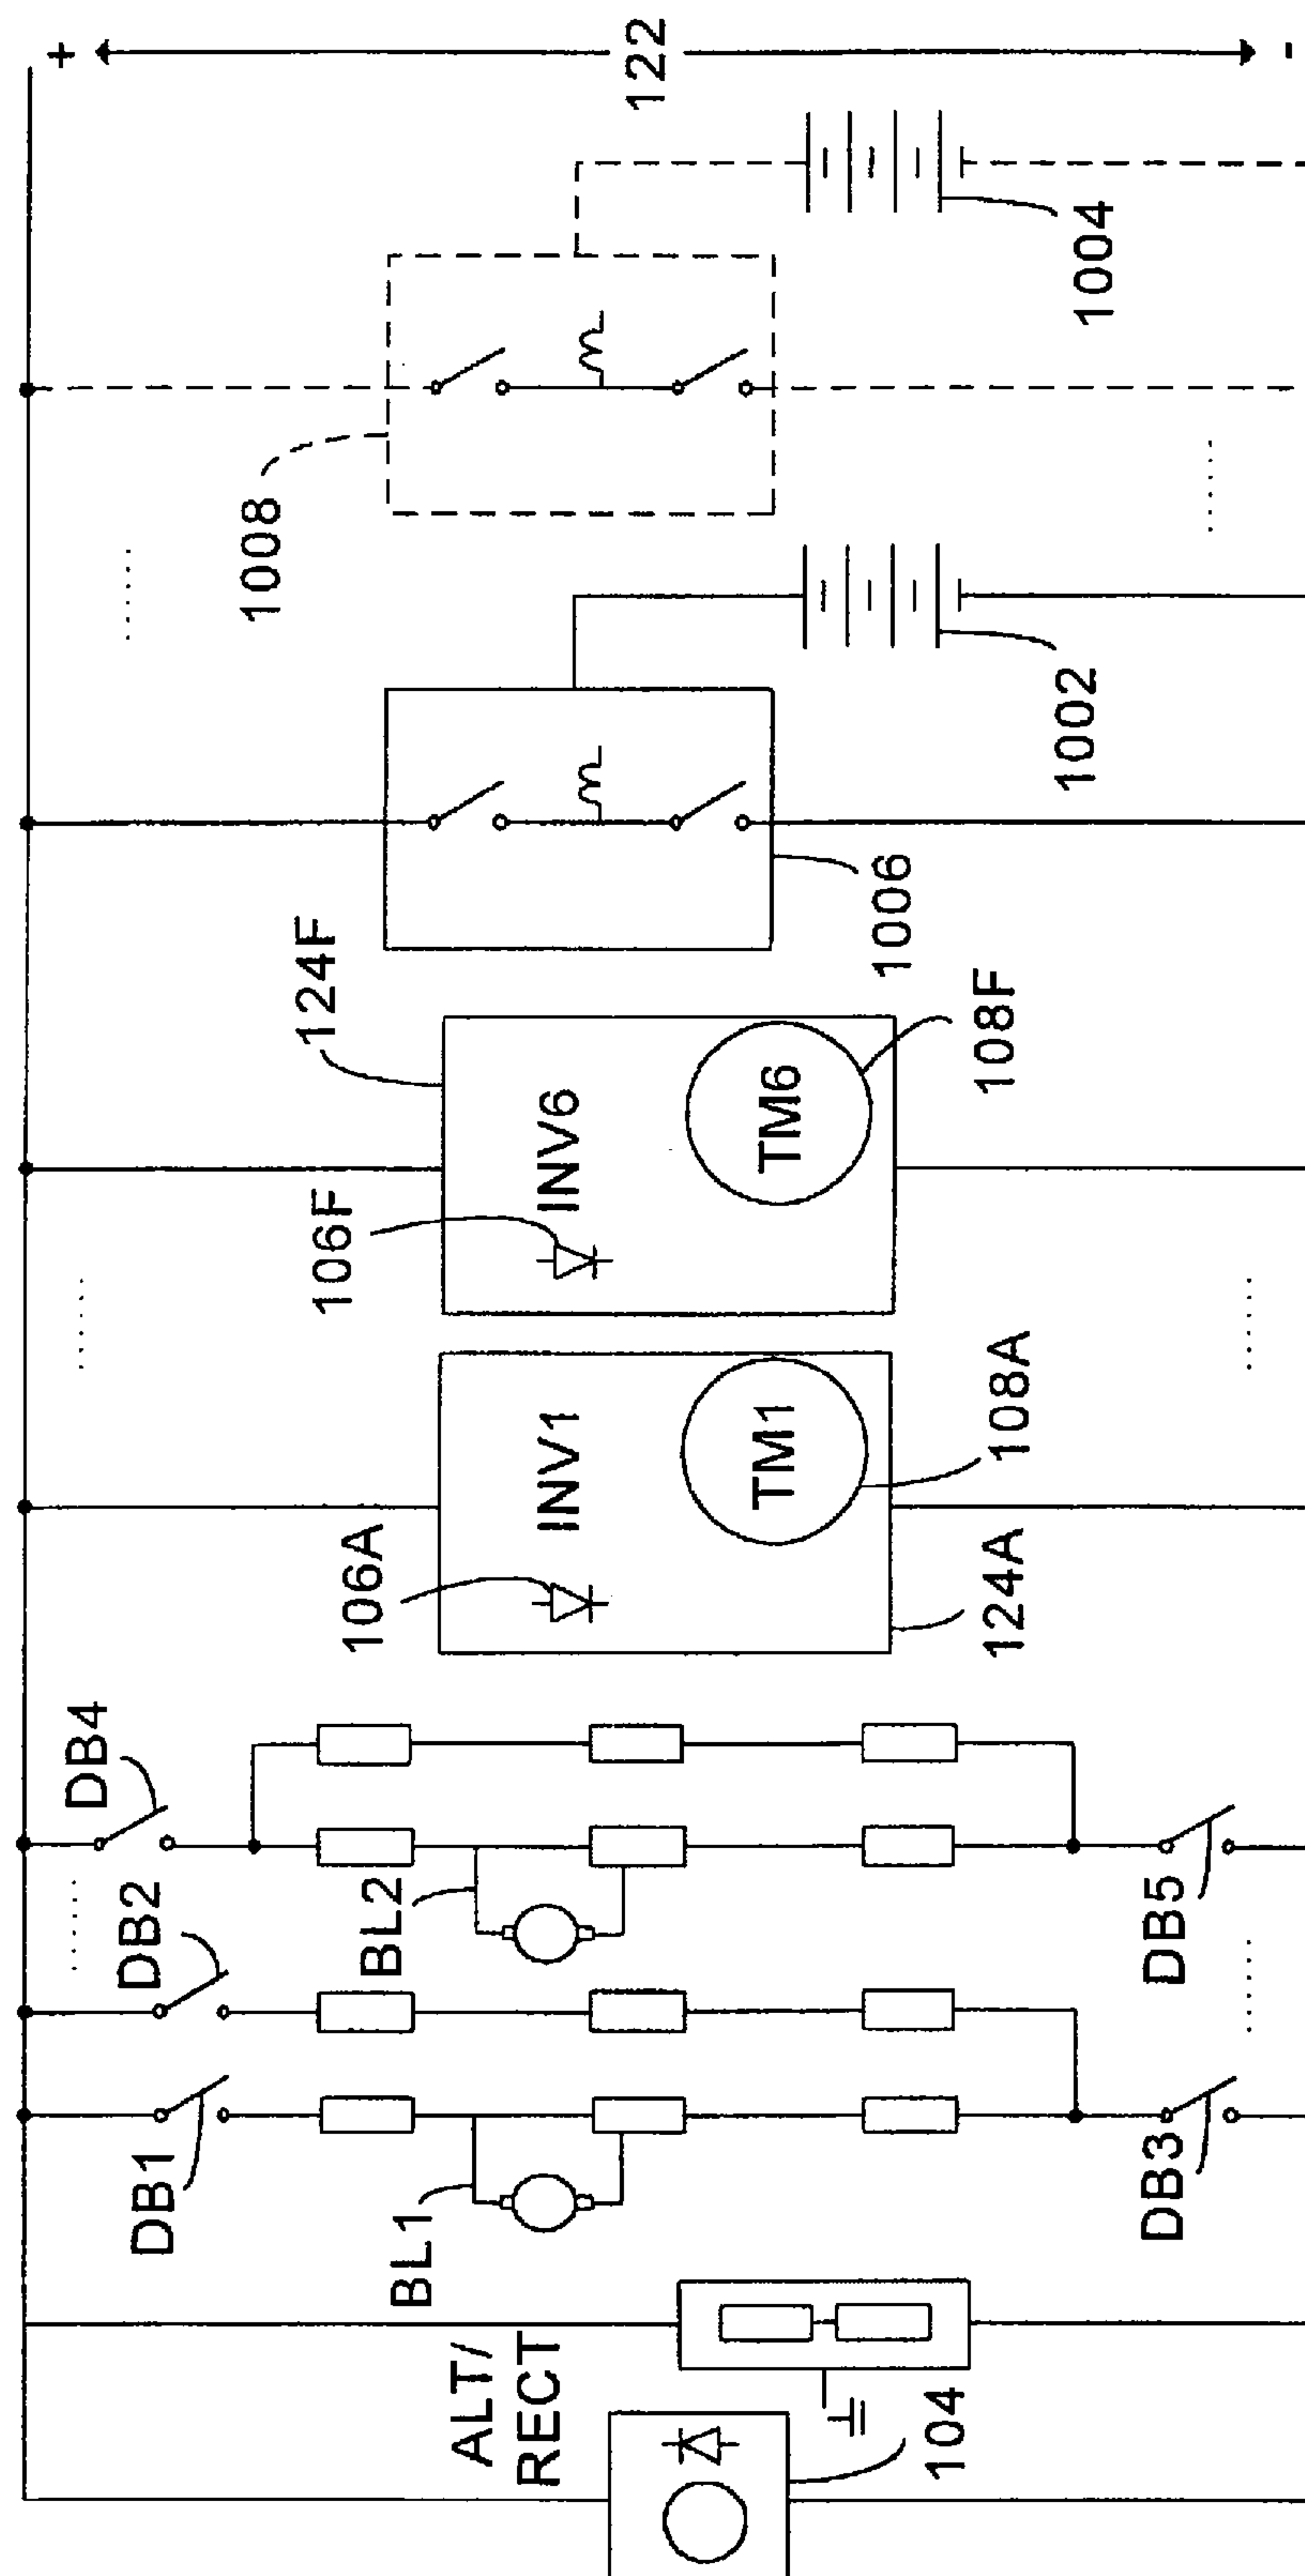 ALT/
RECT
104
DB1
BL1
DB3
DB2
BL2
DB4
DB5
106A
INV1
TM1
108A
124A
106F
124F
INV6
TM6
108F
1006
1002
1008
1004
+
122
-